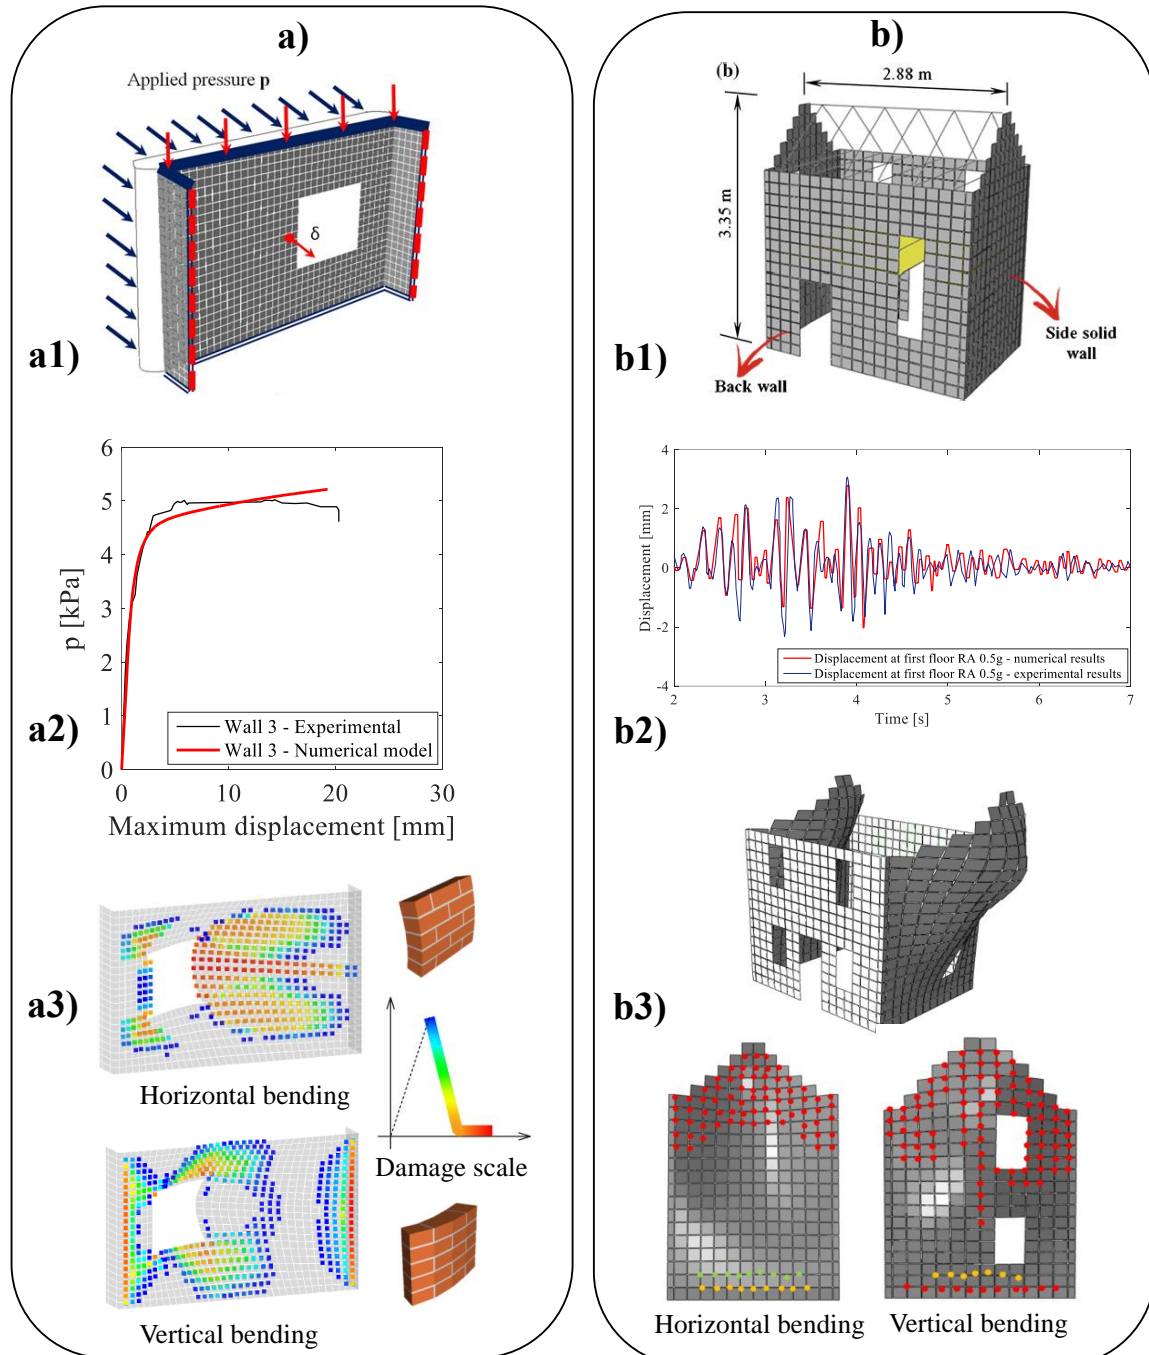 a)
Applied pressure p
δ
a1)
6
5
4
3
2
1
0
p [kPa]
Wall 3 - Experimental
Wall 3 - Numerical model
a2)
0
10
20
30
Maximum displacement [mm]
a3)
Horizontal bending
Damage scale
Vertical bending
b)
(b)
2.88 m
3.35 m
Side solid
wall
b1)
Back wall
4
2
0
-2
-4
Displacement [mm]
Displacement at first floor RA 0.5g - numerical results
Displacement at first floor RA 0.5g - experimental results
2
3
4
5
6
7
Time [s]
b2)
b3)
Horizontal bending
Vertical bending